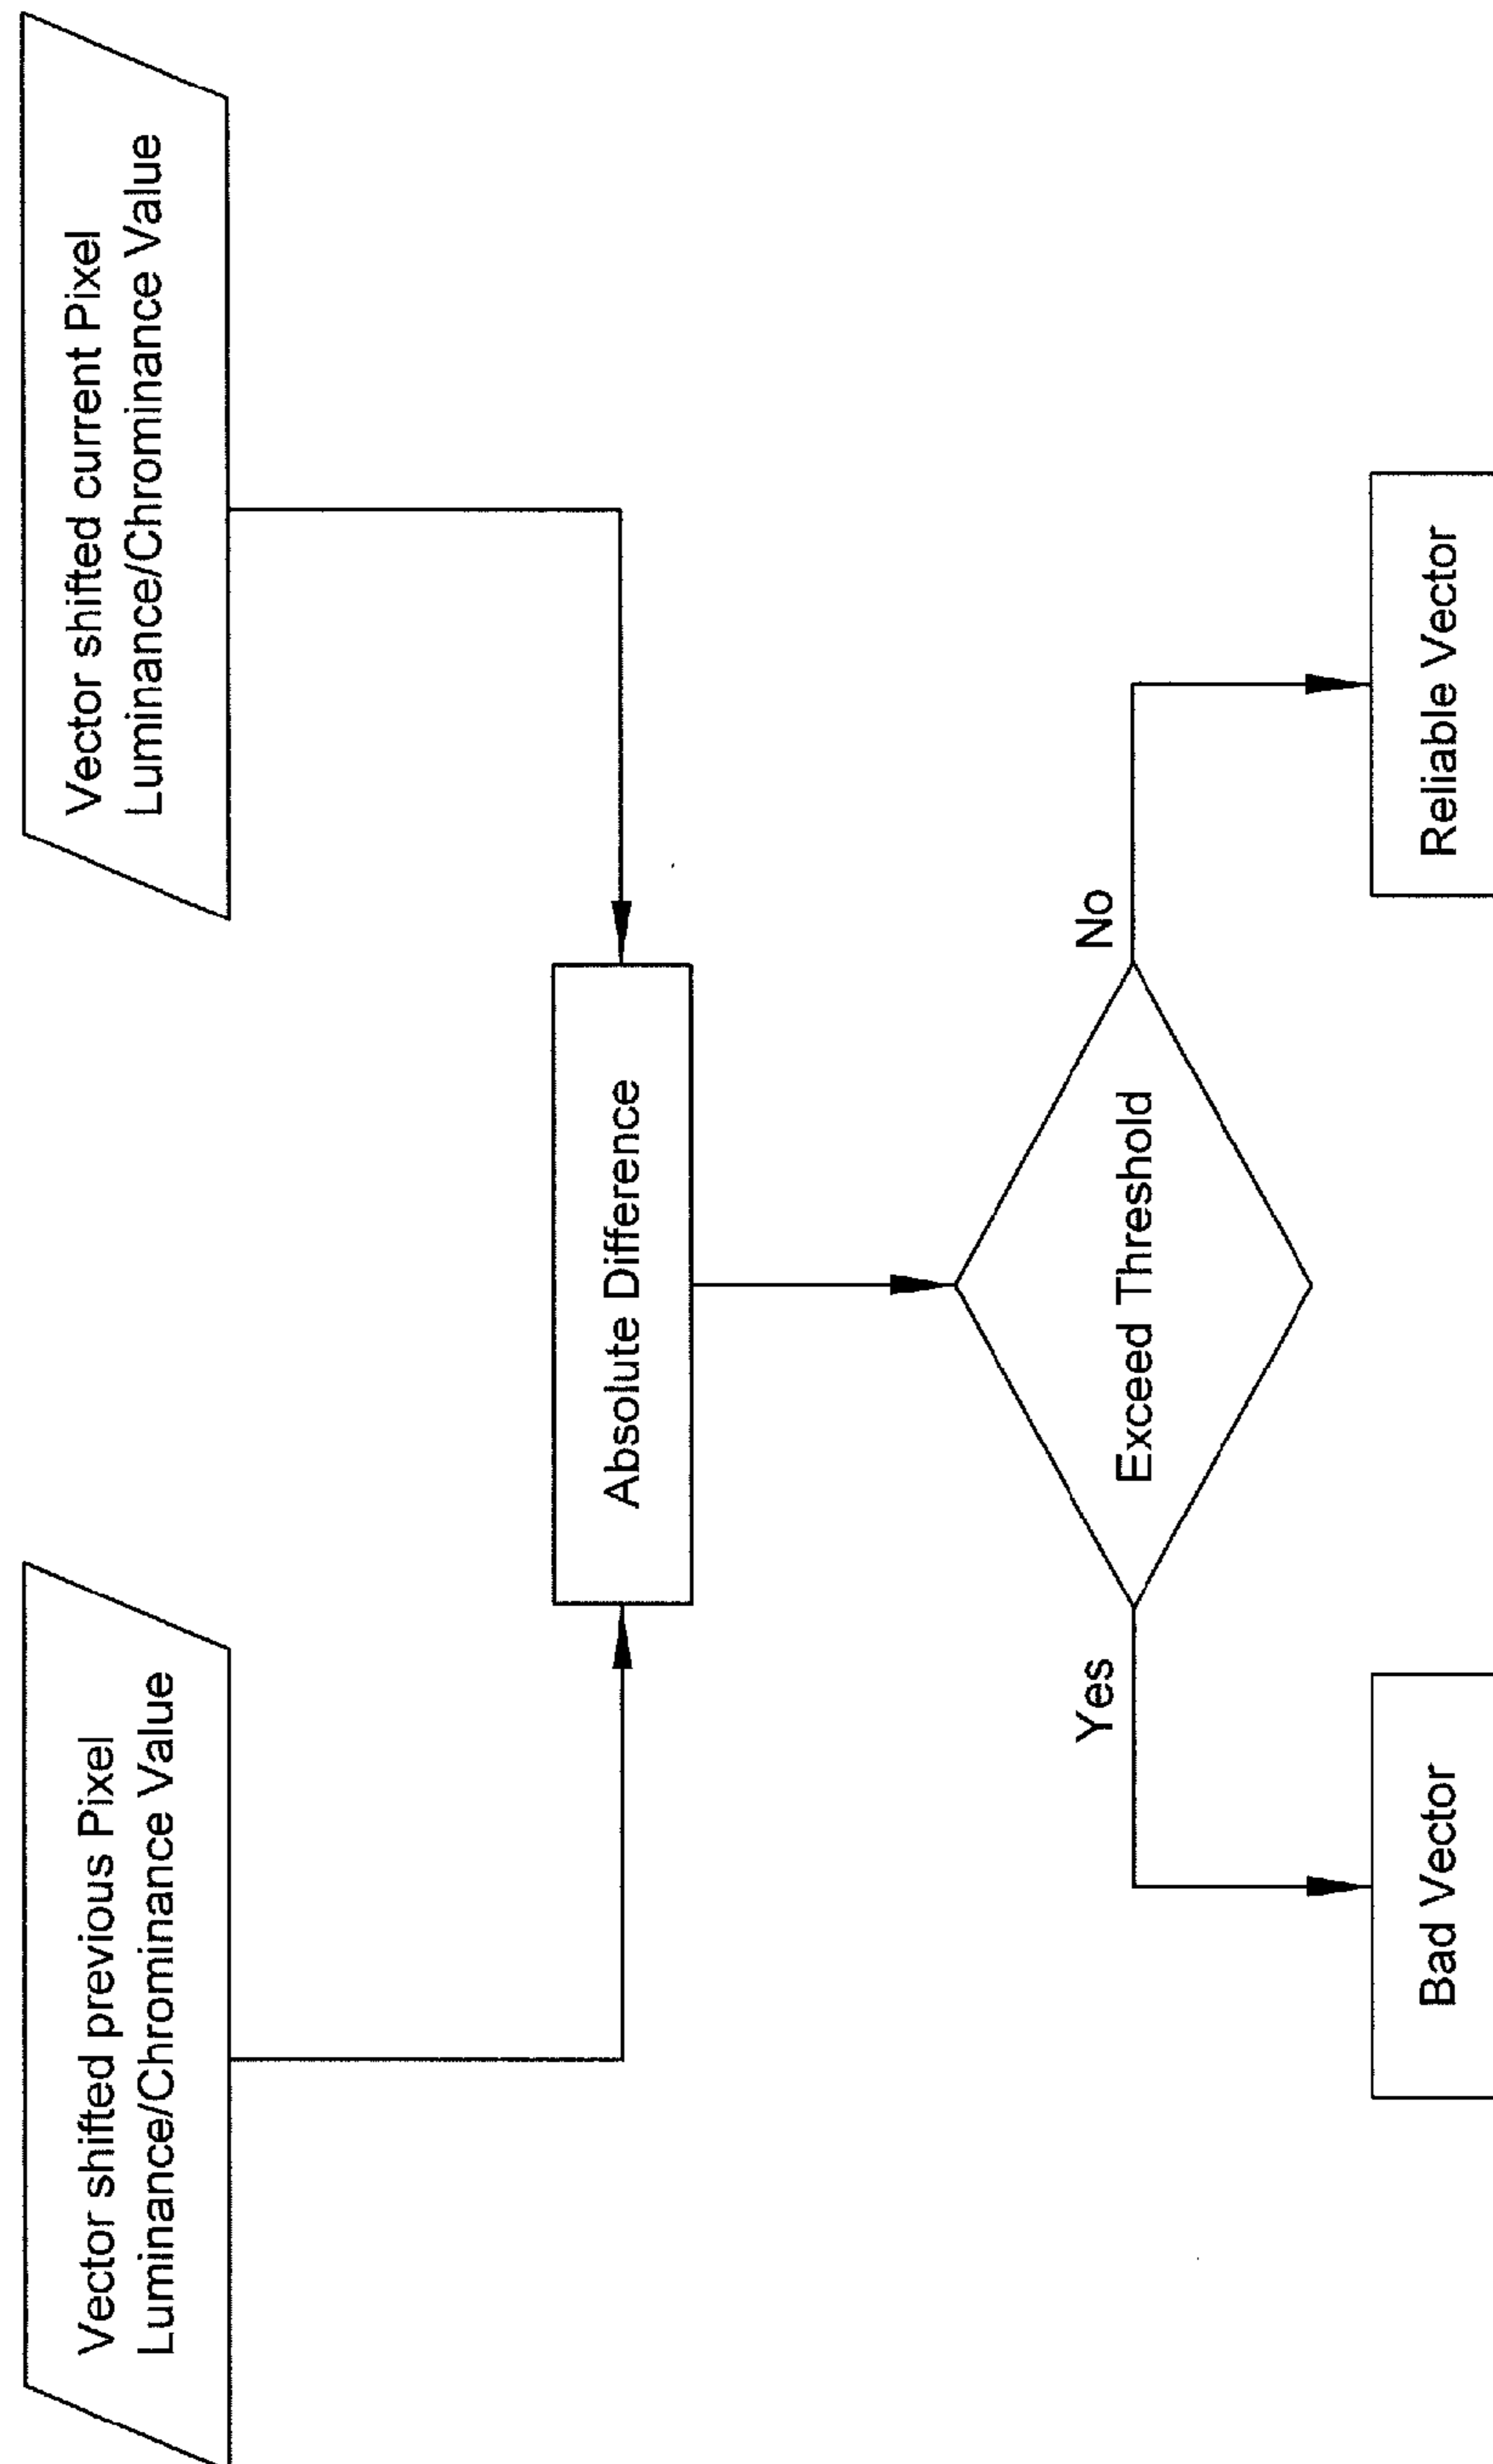 Vector shifted previous Pixel
Luminance/Chrominance Value
Vector shifted current Pixel
Luminance/Chrominance Value
Absolute Difference
Exceed Threshold
Yes
No
Bad Vector
Reliable Vector